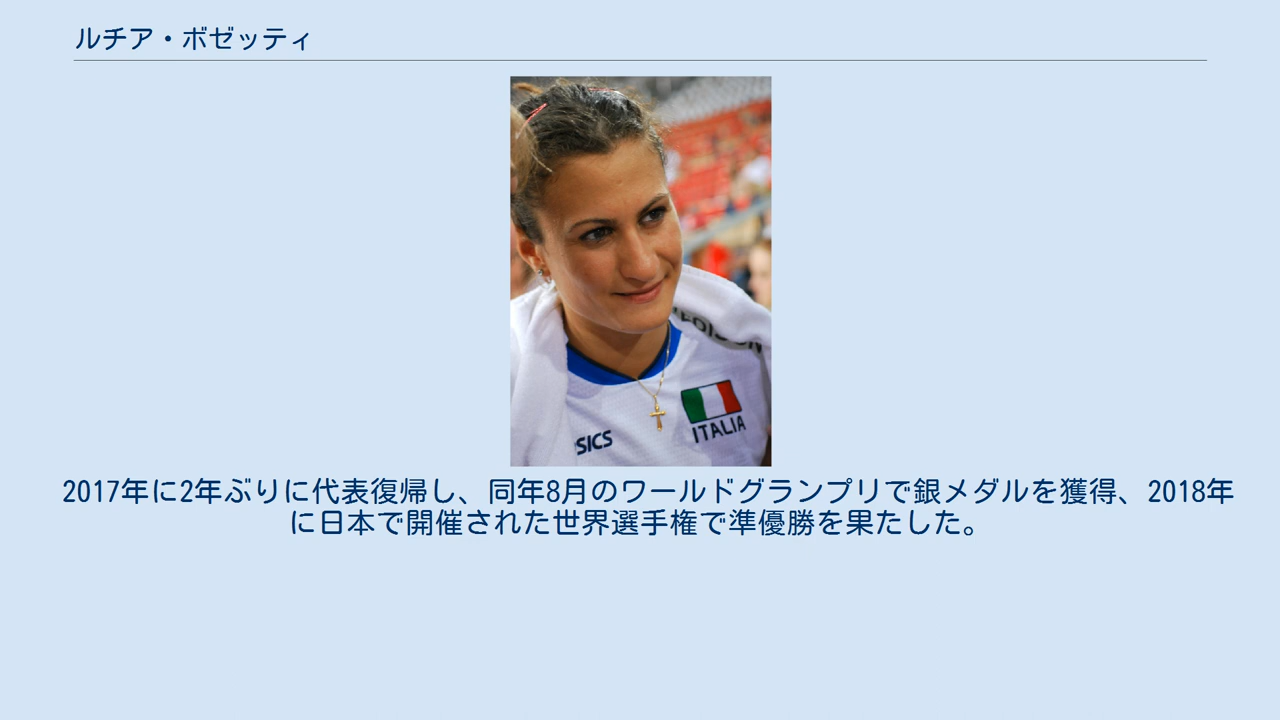 ルチア・ボゼッティ
SICS
ITALIA
2017年に2年ぶりに代表復帰し、同年8月のワールドグランプリで銀メダルを獲得、2018年
に日本で開催された世界選手権で準優勝を果たした。